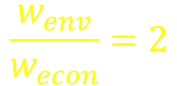 w_env / w_econ = 2